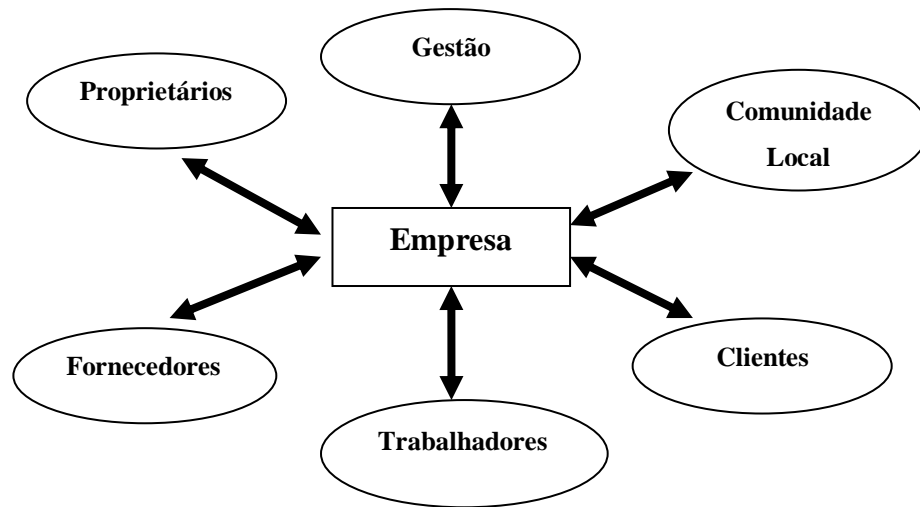 Gestão
Proprietários
Comunidade
Local
Empresa
Fornecedores
Clientes
Trabalhadores